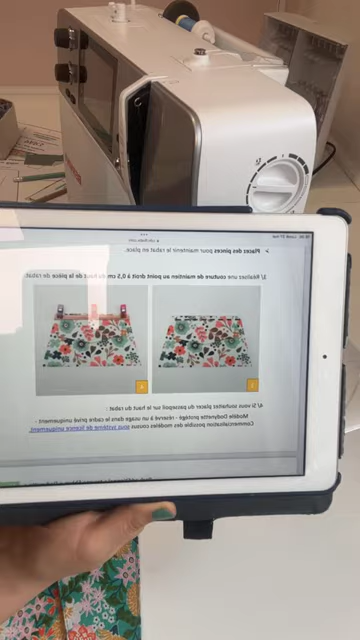 ➢ Placez des pinces pour maintenir le rabat en place.
3/ Réalisez une couture de maintien au point droit à 0,5 cm du haut de la pièce de rabat.
4/ Si vous souhaitez placer du passepoil sur le haut du rabat :
Modèle Dodynette protégé - réservé à un usage dans le cadre privé uniquement -
Commercialisation possible des modèles cousus sous système de licence uniquement.